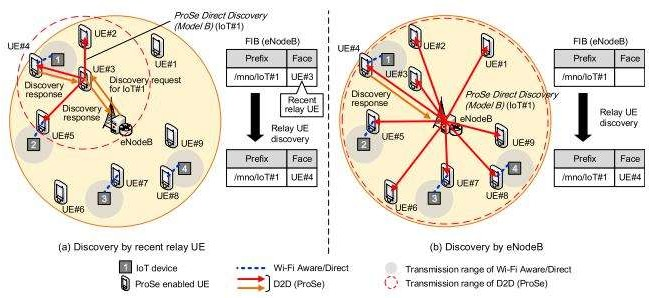 ProSe Direct Discovery
(Model B) (IoT#1)
UE#4
UE#2
UE#1
1
UE#3
Discovery request
for IoT#1
Discovery
response
Discovery
response
UE#5
eNodeB
2
UE#9
UE#7
4
UE#8
UE#6
3
FIB (eNodeB)
Prefix Face
/mno/IoT#1 UE#3
Recent
relay UE
Relay UE
discovery
Prefix Face
/mno/IoT#1 UE#4
(a) Discovery by recent relay UE
UE#4
UE#2
UE#1
1
UE#3
ProSe Direct Discovery
(Model B) (IoT#1)
Discovery
response
eNodeB
UE#5
2
UE#9
UE#7
4
UE#8
UE#6
3
FIB (eNodeB)
Prefix Face
/mno/IoT#1
Relay UE
discovery
Prefix Face
/mno/IoT#1 UE#4
(b) Discovery by eNodeB
1 IoT device
ProSe enabled UE
Wi-Fi Aware/Direct
D2D (ProSe)
Transmission range of Wi-Fi Aware/Direct
Transmission range of D2D (ProSe)